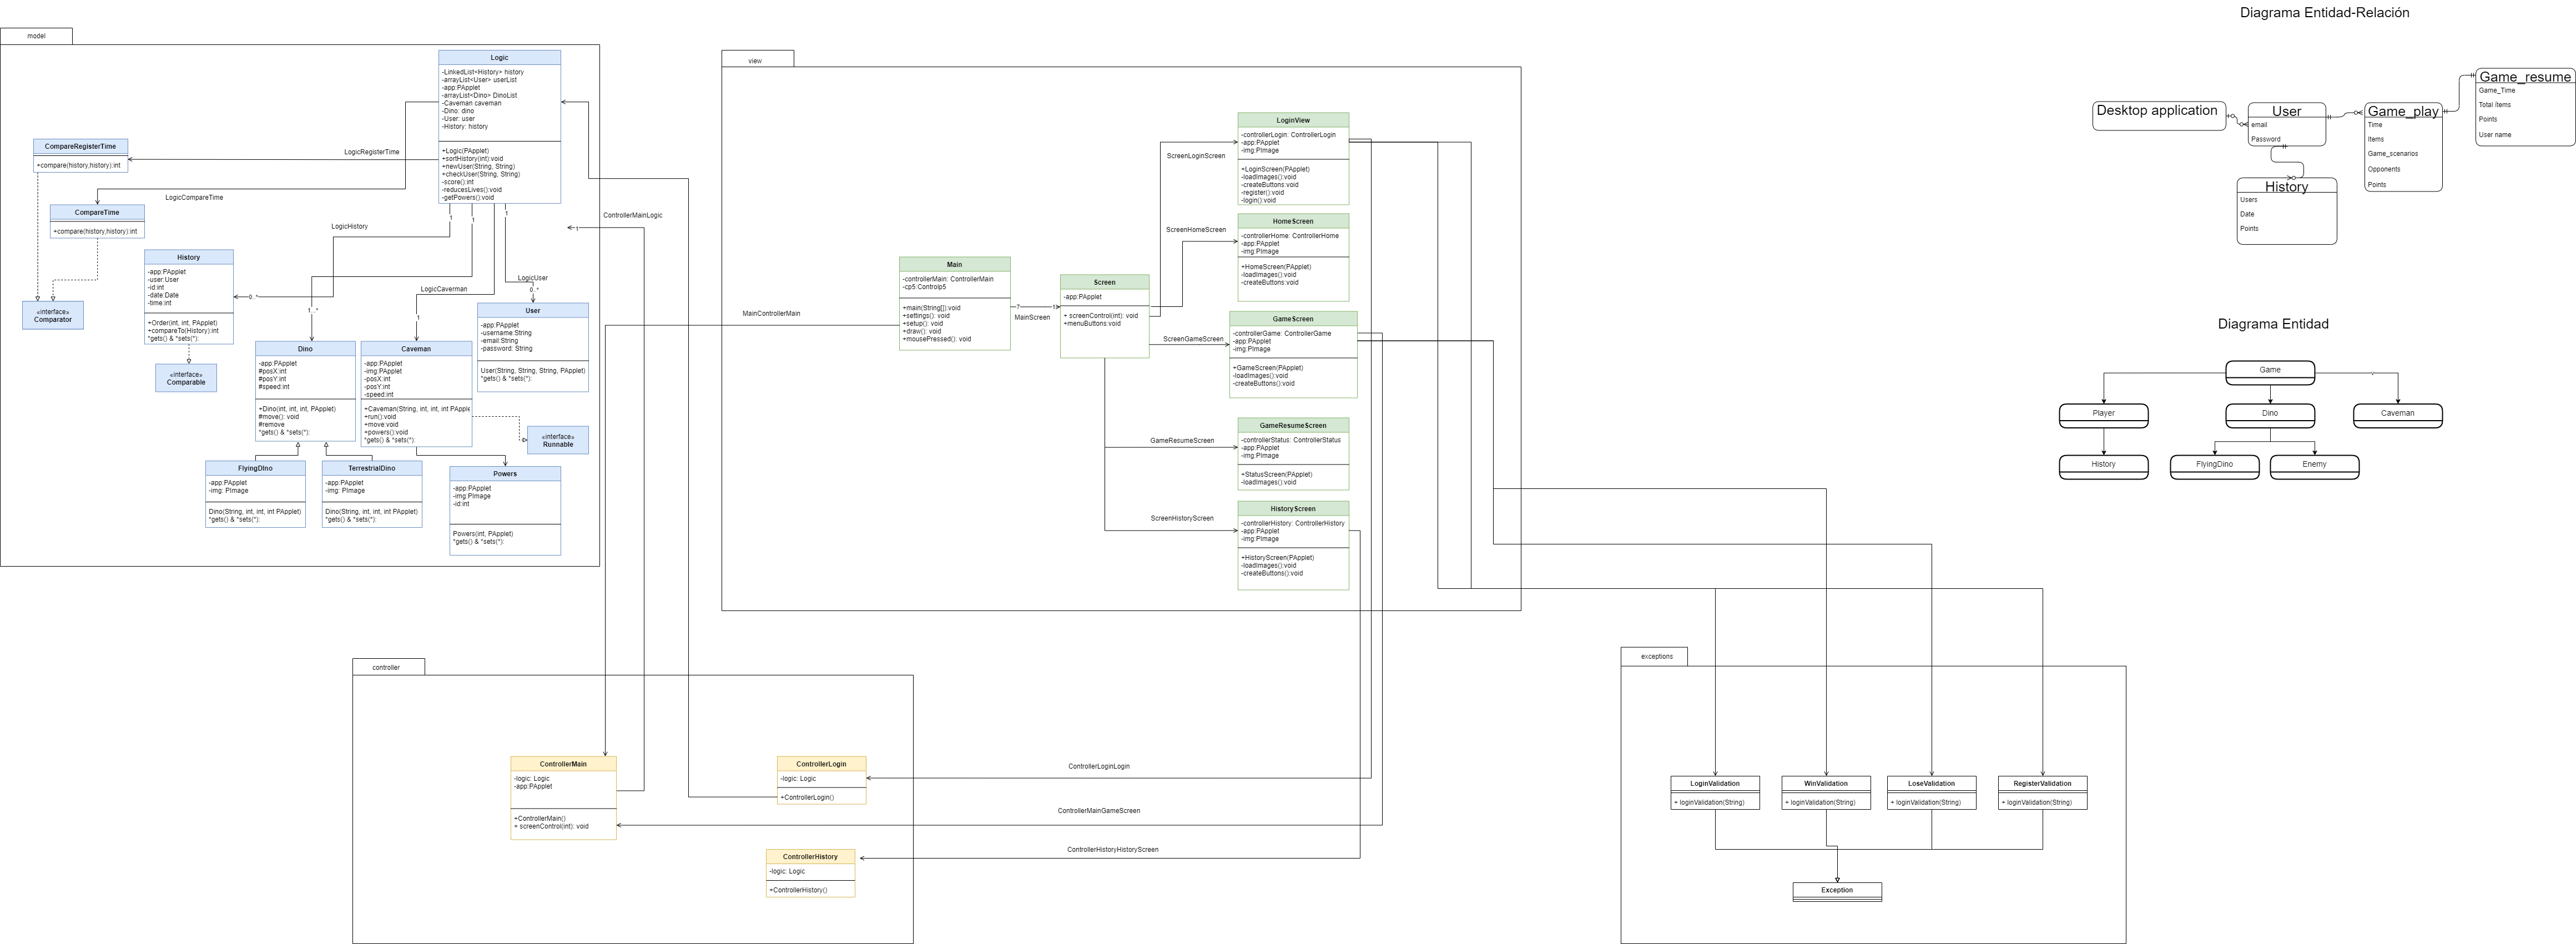 Diagrama Entidad-Relación
model
Logic
-LinkedList<History> history
-arrayList<User> userList
-app:PApplet
-arrayList<Dino> DinoList
-Caveman caveman
-Dino: dino
-User: user
-History: history
+Logic(PApplet)
+sortHistory(int):void
+newUser(String, String)
+checkUser(String, String)
-score():int
-reducesLives():void
-getPowers():void
CompareRegisterTime
+compare(history,history):int
LogicRegisterTime
LogicCompareTime
CompareTime
+compare(history,history):int
LogicHistory
1
1
1
History
-app:PApplet
-user:User
-id:int
-date:Date
-time:int
+Order(int, int, PApplet)
+compareTo(History):int
*gets() & *sets(*):
0..*
«interface»
Comparator
«interface»
Comparable
LogicUser
0..*
LogicCaverman
1
1...*
User
-app:PApplet
-username:String
-email:String
-password: String
User(String, String, String, PApplet)
*gets() & *sets(*):
Dino
-app:PApplet
#posX:int
#posY:int
#speed:int
+Dino(int, int, int, PApplet)
#move(): void
#remove
*gets() & *sets(*):
Caveman
-app:PApplet
-img:PApplet
-posX:int
-posY:int
-speed:int
+Caveman(String, int, int, int PApple
+run():void
+move:void
+powers():void
*gets() & *sets(*):
«interface»
Runnable
FlyingDIno
-app:PApplet
-img: PImage
Dino(String, int, int, int PApplet)
*gets() & *sets(*):
TerrestrialDino
-app:PApplet
-img: PImage
Dino(String, int, int, int PApplet)
*gets() & *sets(*):
Powers
-app:PApplet
-img:PImage
-id:int
Powers(int, PApplet)
*gets() & *sets(*):
ControllerMainLogic
1
view
MainControllerMain
Main
-controllerMain: ControllerMain
-cp5:Controlp5
+main(String[]):void
+settings(): void
+setup(): void
+draw(): void
+mousePressed(): void
MainScreen
1
Screen
-app:PApplet
+ screenControl(int): void
+menuButtons:void
ScreenLoginScreen
ScreenHomeScreen
ScreenGameScreen
GameResumeScreen
ScreenHistoryScreen
LoginView
-controllerLogin: ControllerLogin
-app:PApplet
-img:PImage
+LoginScreen(PApplet)
-loadImages():void
-createButtons:void
-register():void
-login():void
HomeScreen
-controllerHome: ControllerHome
-app:PApplet
-img:PImage
+HomeScreen(PApplet)
-loadImages():void
-createButtons:void
GameScreen
-controllerGame: ControllerGame
-app:PApplet
-img:PImage
+GameScreen(PApplet)
-loadImages():void
-createButtons():void
GameResumeScreen
-controllerStatus: ControllerStatus
-app:PApplet
-img:PImage
+StatusScreen(PApplet)
-loadImages():void
HistoryScreen
-controllerHistory: ControllerHistory
-app:PApplet
-img:PImage
+HistoryScreen(PApplet)
-loadImages():void
-createButtons():void
controller
ControllerMain
-logic: Logic
-app:PApplet
+ControllerMain()
+ screenControl(int): void
ControllerLogin
-logic: Logic
+ControllerLogin()
ControllerHistory
-logic: Logic
+ControllerHistory()
ControllerLoginLogin
ControllerMainGameScreen
ControllerHistoryHistoryScreen
exceptions
LoginValidation
+ loginValidation(String)
WinValidation
+ loginValidation(String)
LoseValidation
+ loginValidation(String)
RegisterValidation
+ loginValidation(String)
Exception
Desktop application
User
email
Password
History
Users
Date
Points
Game_play
Time
Items
Game_scenarios
Opponents
Points
Game_resume
Game_Time
Total ítems
Points
User name
Diagrama Entidad
Game
Player
Dino
Caveman
History
FlyingDino
Enemy